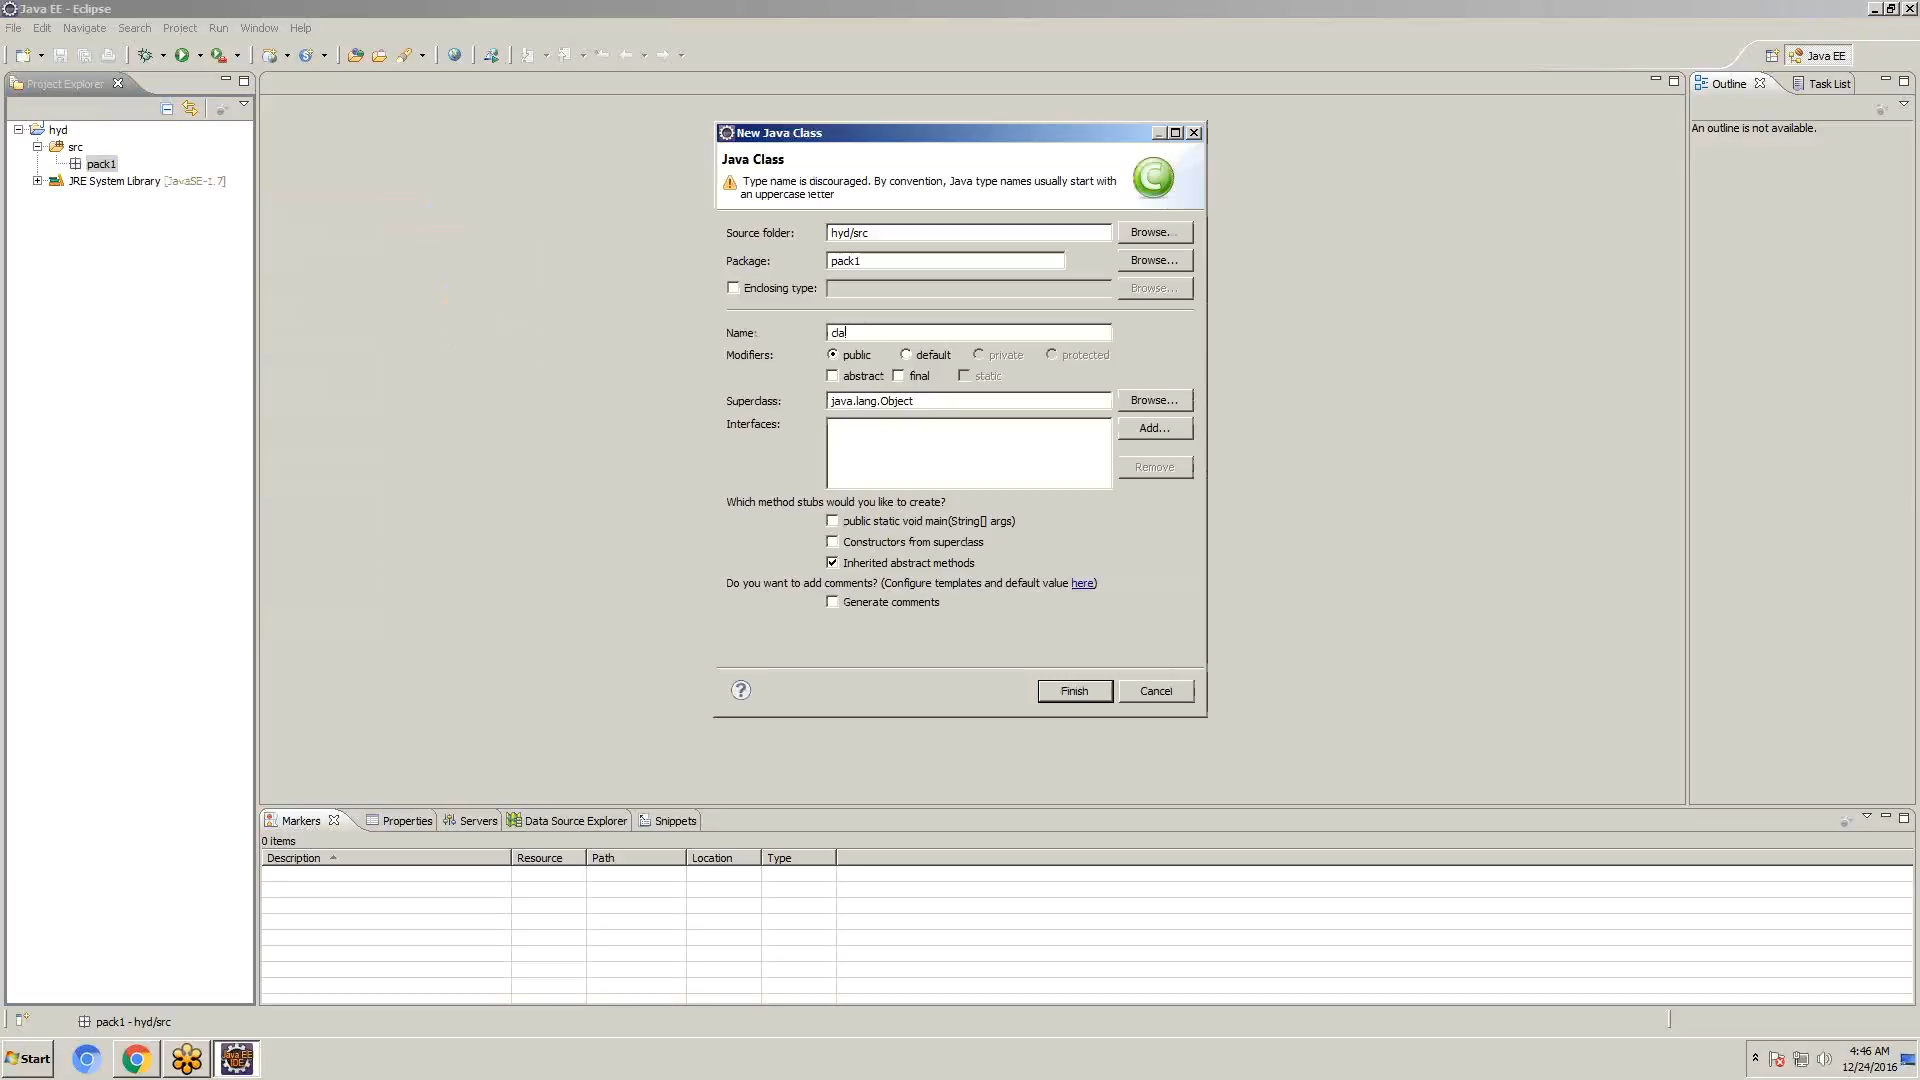 Java EE - Eclipse
File Edit Navigate Search Project Run Window Help
Java EE
Project Explorer
Outline
Task List
hyd
src
pack1
JRE System Library [JavaSE-1.7]
An outline is not available.
New Java Class
Java Class
Type name is discouraged. By convention, Java type names usually start with
an uppercase letter
Source folder: hyd/src Browse...
Package: pack1 Browse...
Enclosing type: Browse...
Name: cla
Modifiers: public default private protected
abstract final static
Superclass: java.lang.Object Browse...
Interfaces: Add...
Remove
Which method stubs would you like to create?
public static void main(String[] args)
Constructors from superclass
Inherited abstract methods
Do you want to add comments? (Configure templates and default value here)
Generate comments
? Finish Cancel
Markers Properties Servers Data Source Explorer Snippets
0 items
Description Resource Path Location Type
pack1 - hyd/src
Start
Java EE
IDE
4:46 AM
12/24/2016